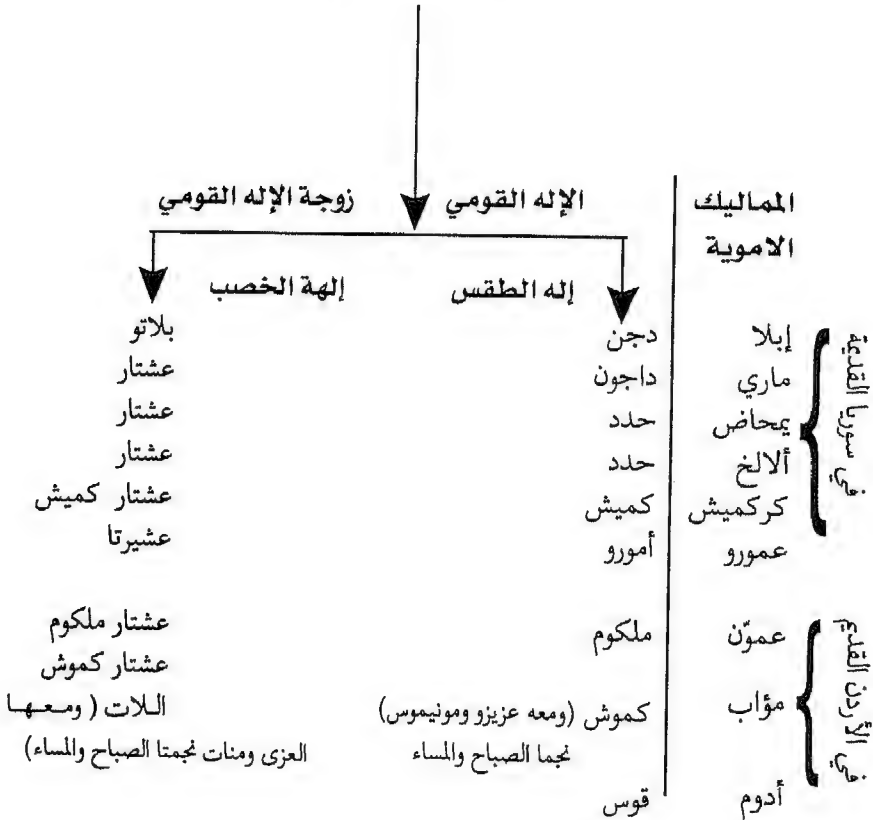 المماليك الإله القومي زوجة الإله القومي
الاموية
إله الطقس إلهة الخصب
في سوريا القديمة
إبلا دجن بلاتو
ماري داجون عشتار
يمحاض حدد عشتار
ألالخ حدد عشتار
كركميش كميش عشتار كميش
عمورو أمورو عشيرتا
في الأردن القديم
عموّن ملكوم عشتار ملكوم
عشتار كموش
مؤاب كموش (ومعه عزيزو ومونيموس) اللات (ومعها
نجما الصباح والمساء العزى ومنات نجمتا الصباح والمساء)
أدوم قوس